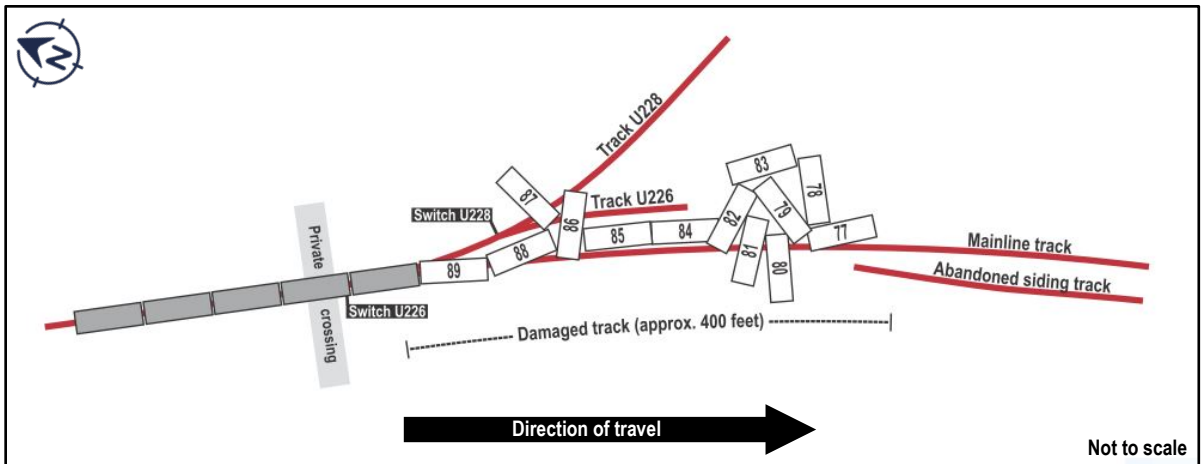 N
Track U228
83
78
87
Track U226
79
Switch U228
86
82
77
85
84
81
Mainline track
88
80
Private
crossing
89
Abandoned siding track
Switch U226
Damaged track (approx. 400 feet)
Direction of travel
Not to scale